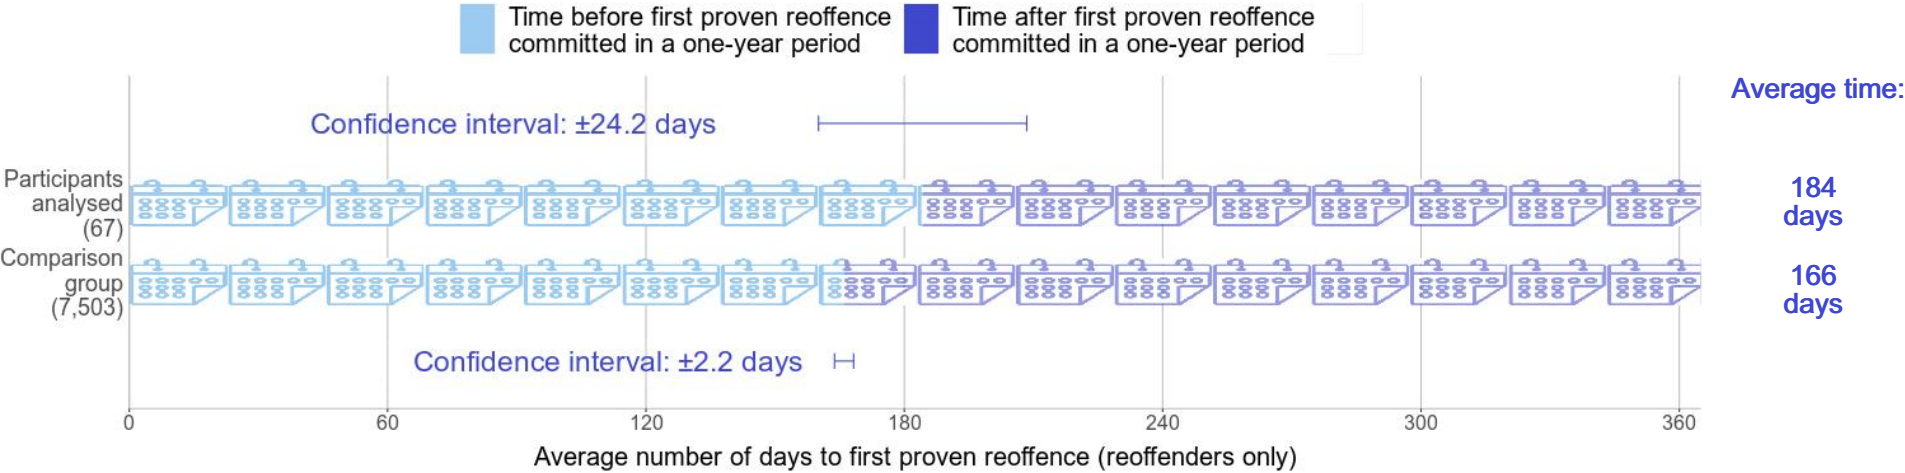 Time before first proven reoffence
committed in a one-year period
Time after first proven reoffence
committed in a one-year period
Average time:
Confidence interval: ±24.2 days
Participants
analysed
(67)
184
days
Comparison
group
(7,503)
166
days
Confidence interval: ±2.2 days
0 60 120 180 240 300 360
Average number of days to first proven reoffence (reoffenders only)